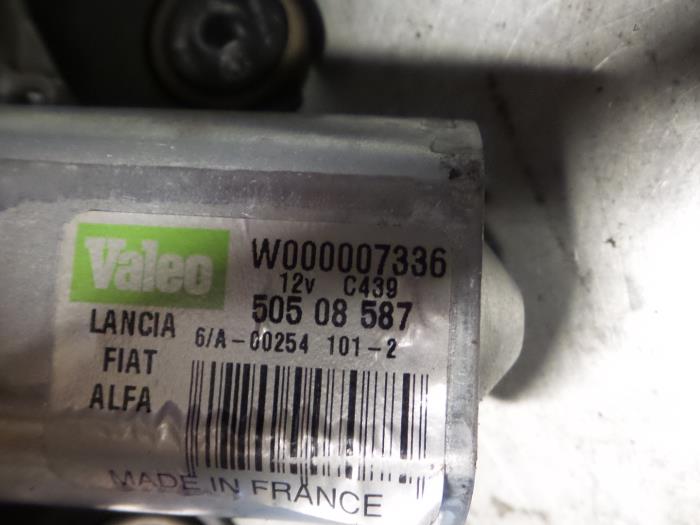 Valeo
W000007336
12v C439
505 08 587
LANCIA
6/A-00254 101-2
FIAT
ALFA
MADE IN FRANCE